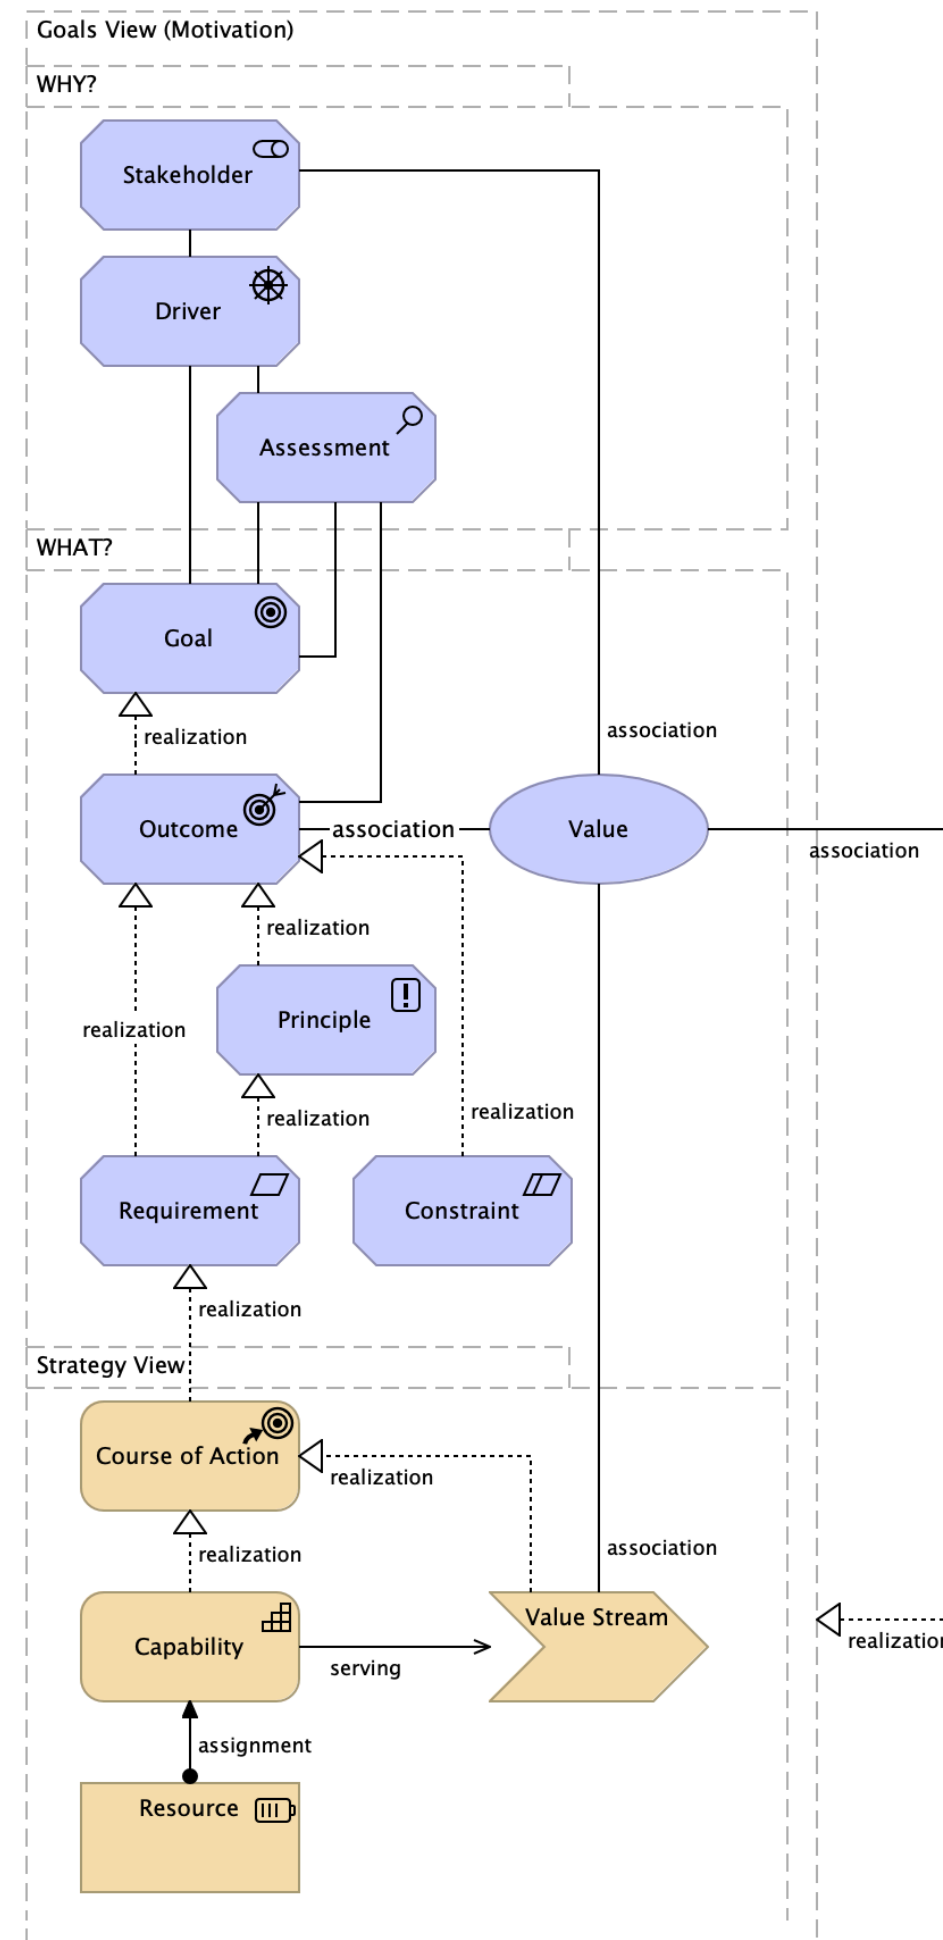 Goals View (Motivation)
WHY?
Stakeholder
Driver
Assessment
WHAT?
Goal
realization
association
Outcome
association
Value
association
realization
Principle
realization
realization
realization
Requirement
Constraint
realization
Strategy View
Course of Action
realization
realization
association
Value Stream
Capability
serving
realization
assignment
Resource